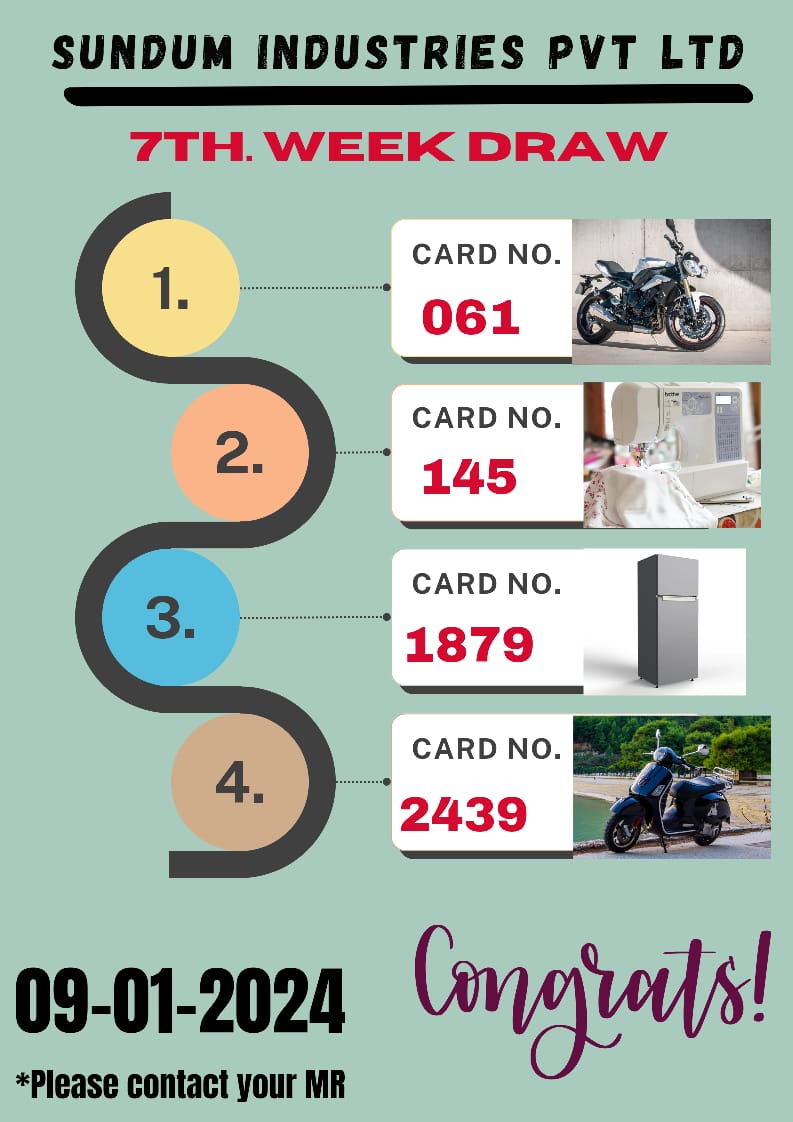 SUNDUM INDUSTRIES PVT LTD
7TH. WEEK DRAW
1.
CARD NO.
061
2.
CARD NO.
145
brother
3.
CARD NO.
1879
4.
CARD NO.
2439
09-01-2024
Congrats!
*Please contact your MR